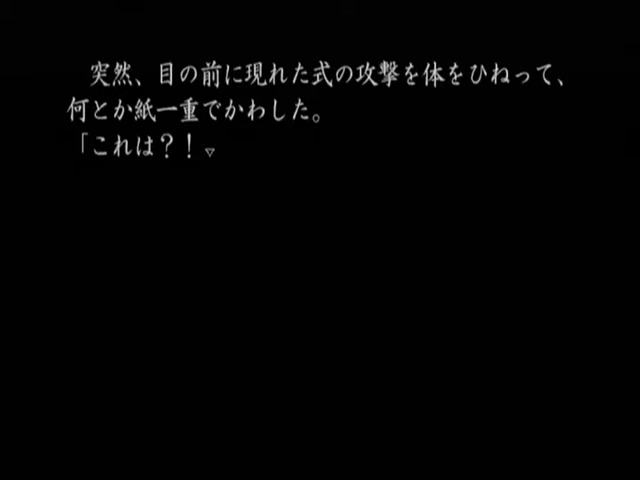 突然、目の前に現れた式の攻撃を体をひねって、
何とか紙一重でかわした。
「これは？！▿